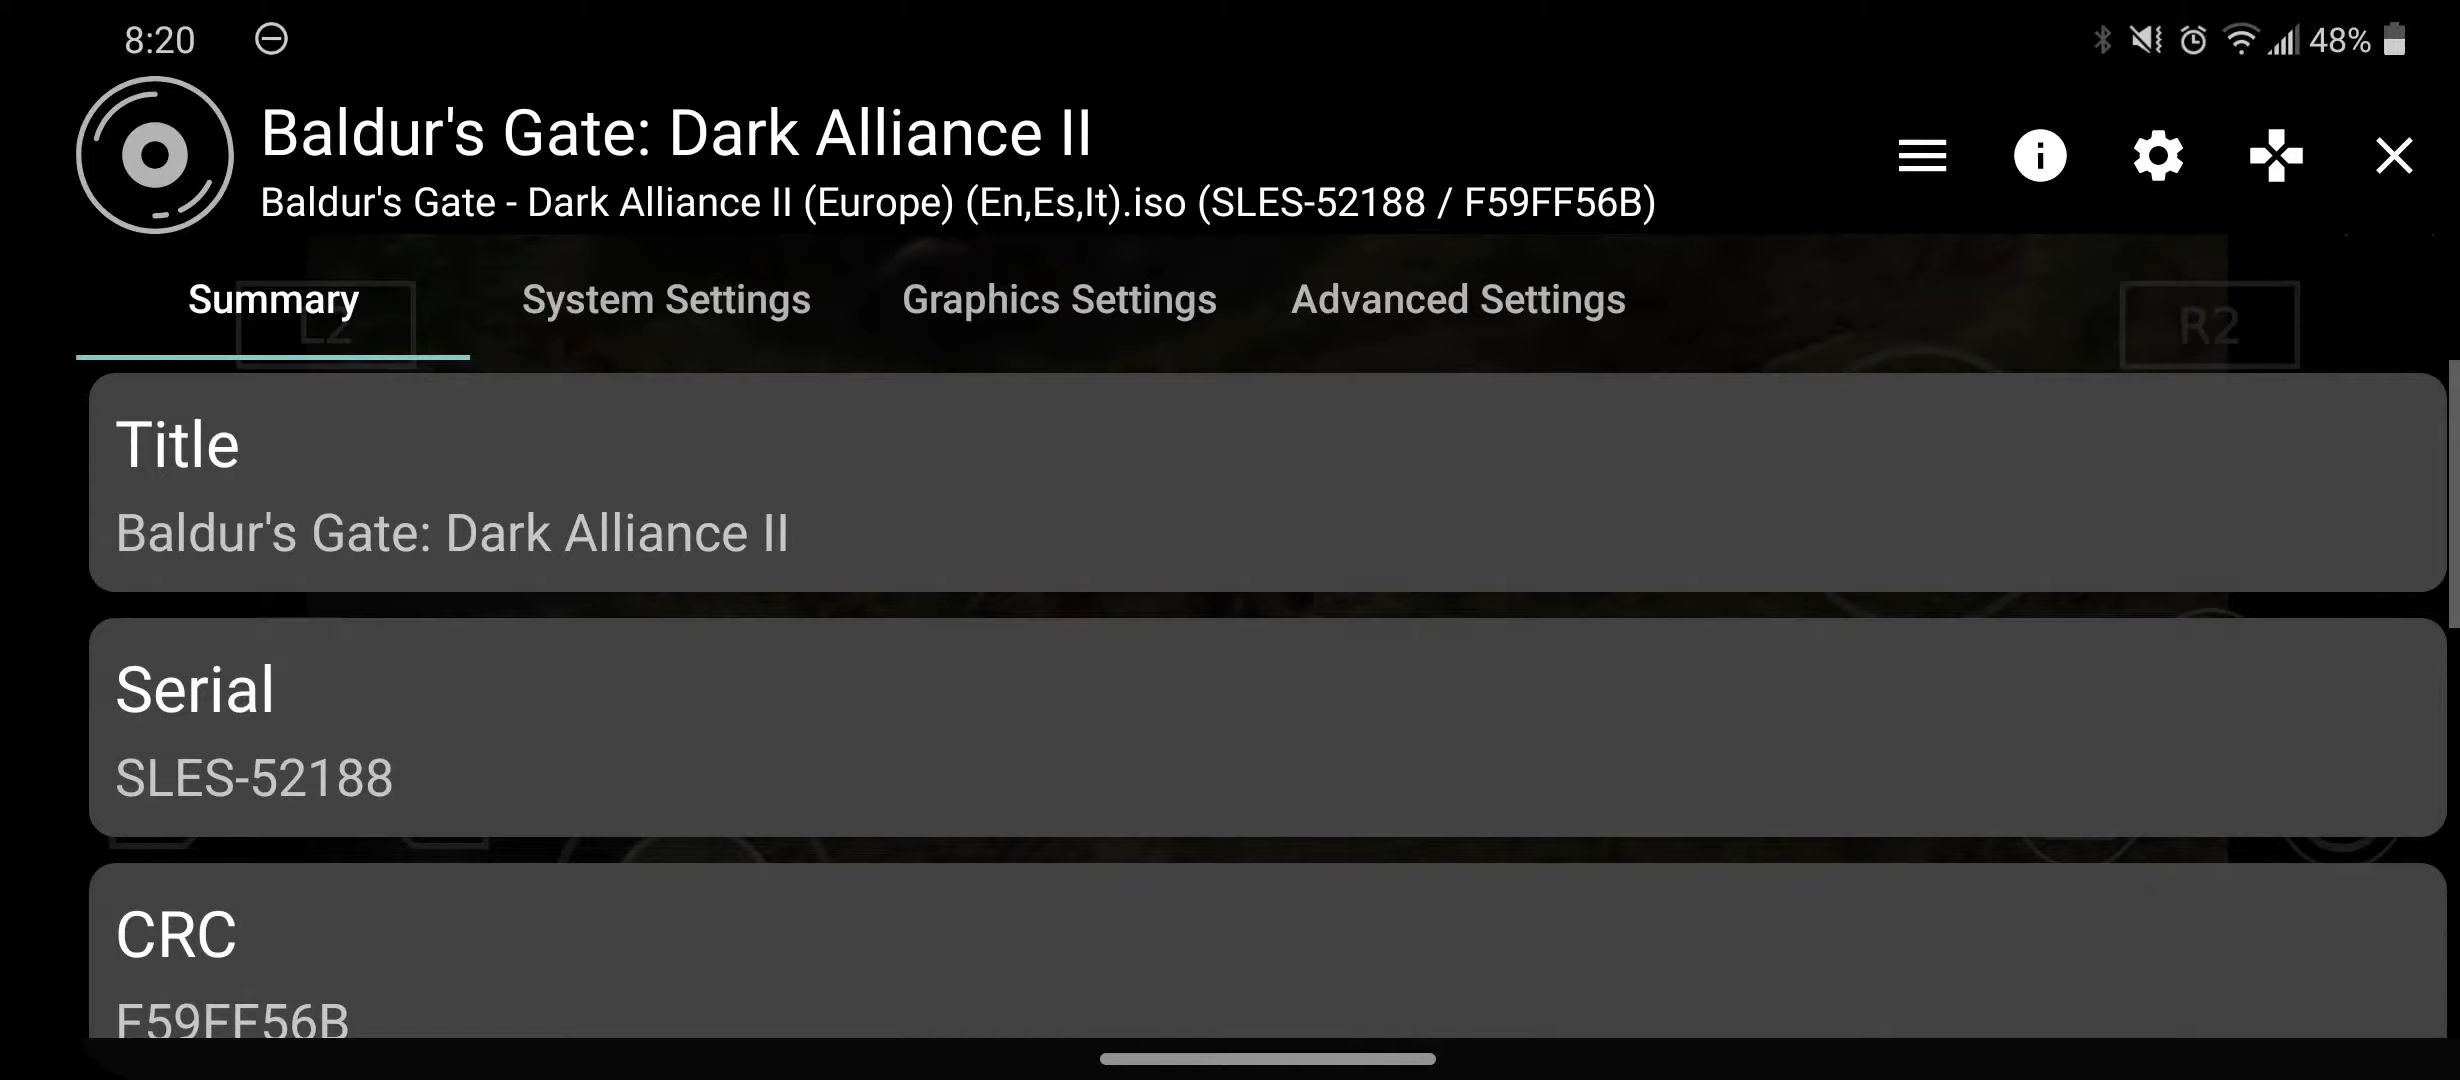 8:20
48%
Baldur's Gate: Dark Alliance II
Baldur's Gate - Dark Alliance II (Europe) (En,Es,It).iso (SLES-52188 / F59FF56B)
Summary
System Settings
Graphics Settings
Advanced Settings
L2
R2
Title
Baldur's Gate: Dark Alliance II
Serial
SLES-52188
CRC
F59FF56B